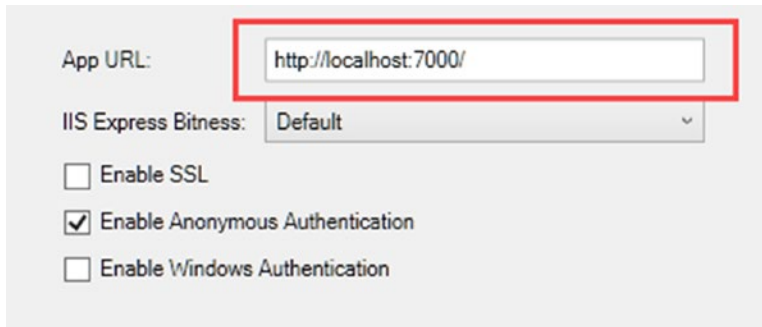 App URL: http://localhost:7000/
IIS Express Bitness: Default
Enable SSL
Enable Anonymous Authentication
Enable Windows Authentication